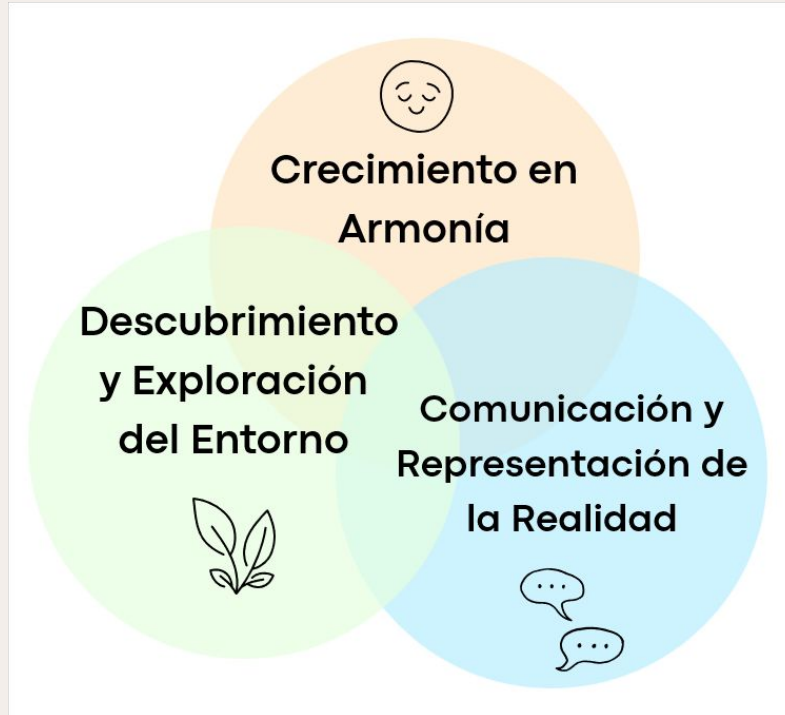 Crecimiento en
Armonía
Descubrimiento
y Exploración
del Entorno
Comunicación y
Representación de
la Realidad